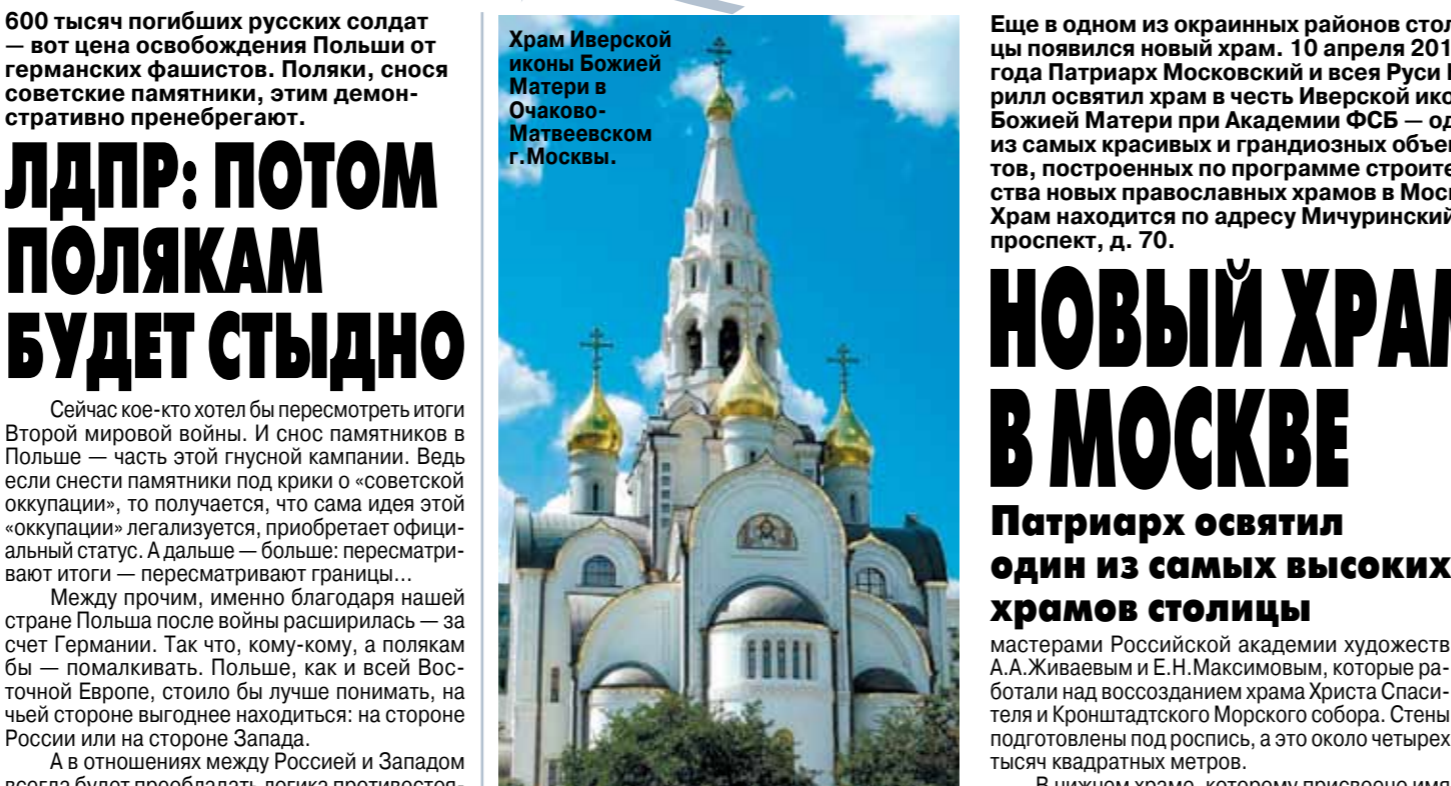 600 тысяч погибших русских солдат
— вот цена освобождения Польши от
германских фашистов. Поляки, снося
советские памятники, этим демон-
стративно пренебрегают.
ЛДПР: ПОТОМ
ПОЛЯКАМ
БУДЕТ СТЫДНО
Сейчас кое-кто хотел бы пересмотреть итоги
Второй мировой войны. И снос памятников в
Польше — часть этой гнусной кампании. Ведь
если снести памятники под крики о «советской
оккупации», то получается, что сама идея этой
«оккупации» легализуется, приобретает офици-
альный статус. А дальше — больше: пересматри-
вают итоги — пересматривают границы...
Между прочим, именно благодаря нашей
стране Польша после войны расширилась — за
счет Германии. Так что, кому-кому, а полякам
бы — помалкивать. Польше, как и всей Вос-
точной Европе, стоило бы лучше понимать, на
чьей стороне выгоднее находиться: на стороне
России или на стороне Запада.
А в отношениях между Россией и Западом
всегда будет преобладать логика противостоя-
Храм Иверской
иконы Божией
Матери в
Очаково-
Матвеевском
г.Москвы.
Еще в одном из окраинных районов стол
цы появился новый храм. 10 апреля 201
года Патриарх Московский и всея Руси
рилл освятил храм в честь Иверской ико
Божией Матери при Академии ФСБ — од
из самых красивых и грандиозных объе
тов, построенных по программе строите
ства новых православных храмов в Мос
Храм находится по адресу Мичуринский
проспект, д. 70.
НОВЫЙ ХРАМ
В МОСКВЕ
Патриарх освятил
один из самых высоких
храмов столицы
мастерами Российской академии художеств
А.А.Живаевым и Е.Н.Максимовым, которые ра-
ботали над воссозданием храма Христа Спаси-
теля и Кронштадтского Морского собора. Стены
подготовлены под роспись, а это около четырех
тысяч квадратных метров.
В нижнем храме, которому присвоено имя